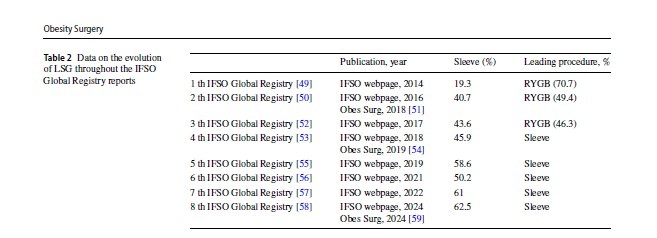 Obesity Surgery
Table 2 Data on the evolution
of LSG throughout the IFSO
Global Registry reports
Publication, year Sleeve (%) Leading procedure, %
1 th IFSO Global Registry [49] IFSO webpage, 2014 19.3 RYGB (70.7)
2 th IFSO Global Registry [50] IFSO webpage, 2016 40.7 RYGB (49.4)
Obes Surg, 2018 [51]
3 th IFSO Global Registry [52] IFSO webpage, 2017 43.6 RYGB (46.3)
4 th IFSO Global Registry [53] IFSO webpage, 2018 45.9 Sleeve
Obes Surg, 2019 [54]
5 th IFSO Global Registry [55] IFSO webpage, 2019 58.6 Sleeve
6 th IFSO Global Registry [56] IFSO webpage, 2021 50.2 Sleeve
7 th IFSO Global Registry [57] IFSO webpage, 2022 61 Sleeve
8 th IFSO Global Registry [58] IFSO webpage, 2024 62.5 Sleeve
Obes Surg, 2024 [59]